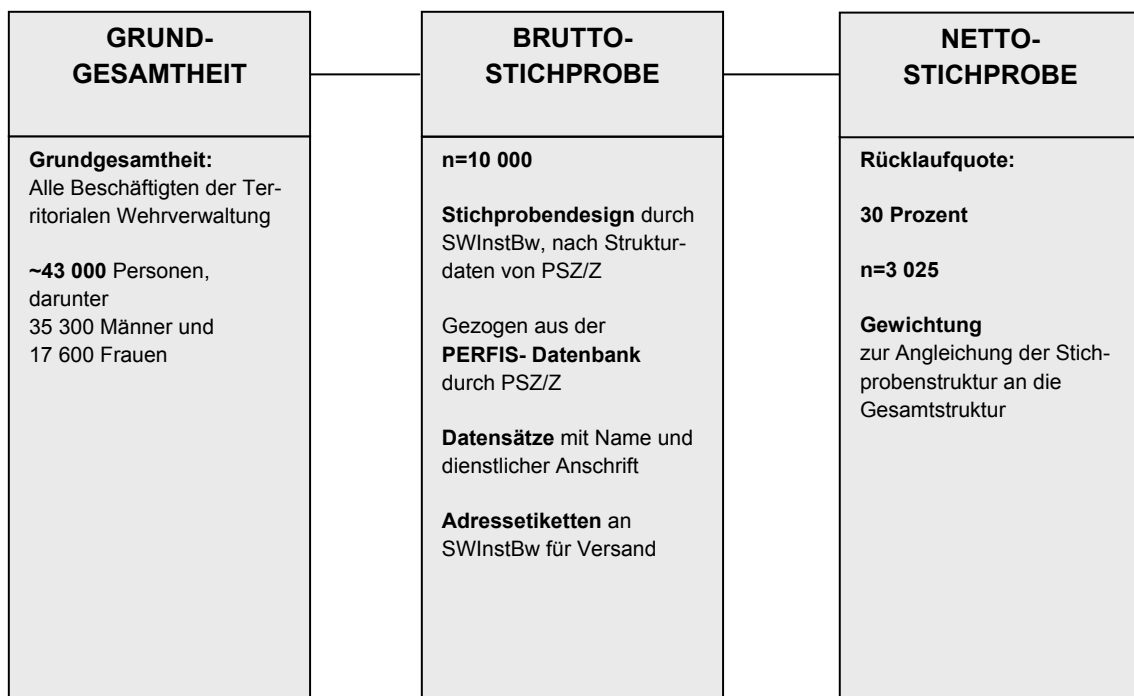 GRUND-
GESAMTHEIT
Grundgesamtheit:
Alle Beschäftigten der Ter-
ritorialen Wehrverwaltung
~43 000 Personen,
darunter
35 300 Männer und
17 600 Frauen
BRUTTO-
STICHPROBE
n=10 000
Stichprobendesign durch
SWInstBw, nach Struktur-
daten von PSZ/Z
Gezogen aus der
PERFIS- Datenbank
durch PSZ/Z
Datensätze mit Name und
dienstlicher Anschrift
Adressetiketten an
SWInstBw für Versand
NETTO-
STICHPROBE
Rücklaufquote:
30 Prozent
n=3 025
Gewichtung
zur Angleichung der Stich-
probenstruktur an die
Gesamtstruktur